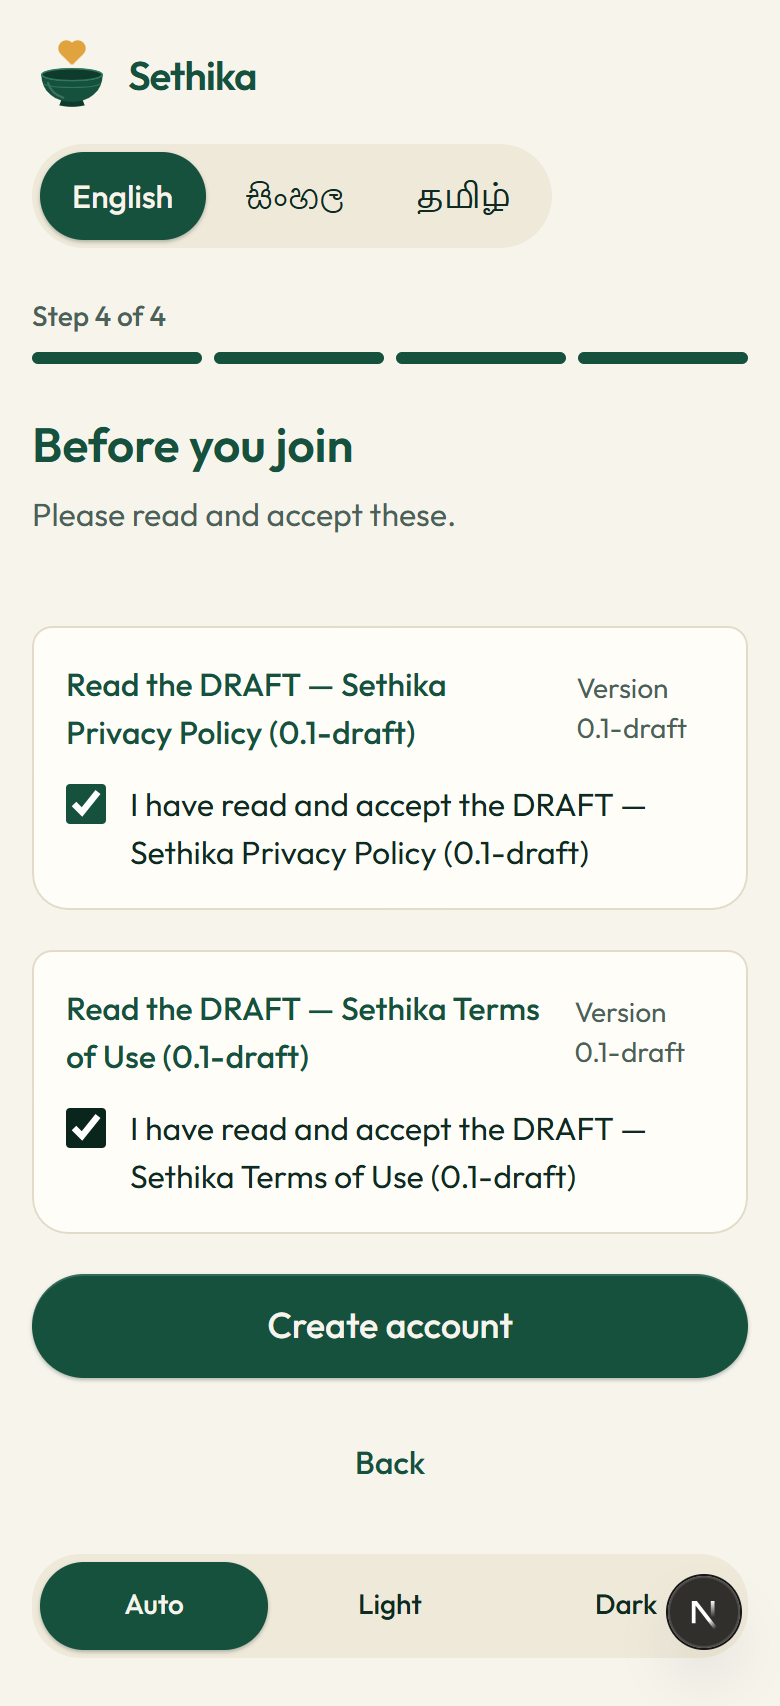 Sethika
English සිංහල தமிழ்
Step 4 of 4
Before you join
Please read and accept these.
Read the DRAFT — Sethika
Privacy Policy (0.1-draft)
Version
0.1-draft
I have read and accept the DRAFT —
Sethika Privacy Policy (0.1-draft)
Read the DRAFT — Sethika Terms
of Use (0.1-draft)
Version
0.1-draft
I have read and accept the DRAFT —
Sethika Terms of Use (0.1-draft)
Create account
Back
Auto Light Dark N